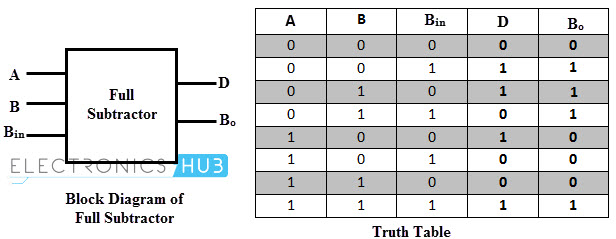 A
B
Bin
Full
Subtractor
D
Bo
ELECTRONICS HUB
Block Diagram of
Full Subtractor
A B Bin D Bo
0 0 0 0 0
0 0 1 1 1
0 1 0 1 1
0 1 1 0 1
1 0 0 1 0
1 0 1 0 0
1 1 0 0 0
1 1 1 1 1
Truth Table